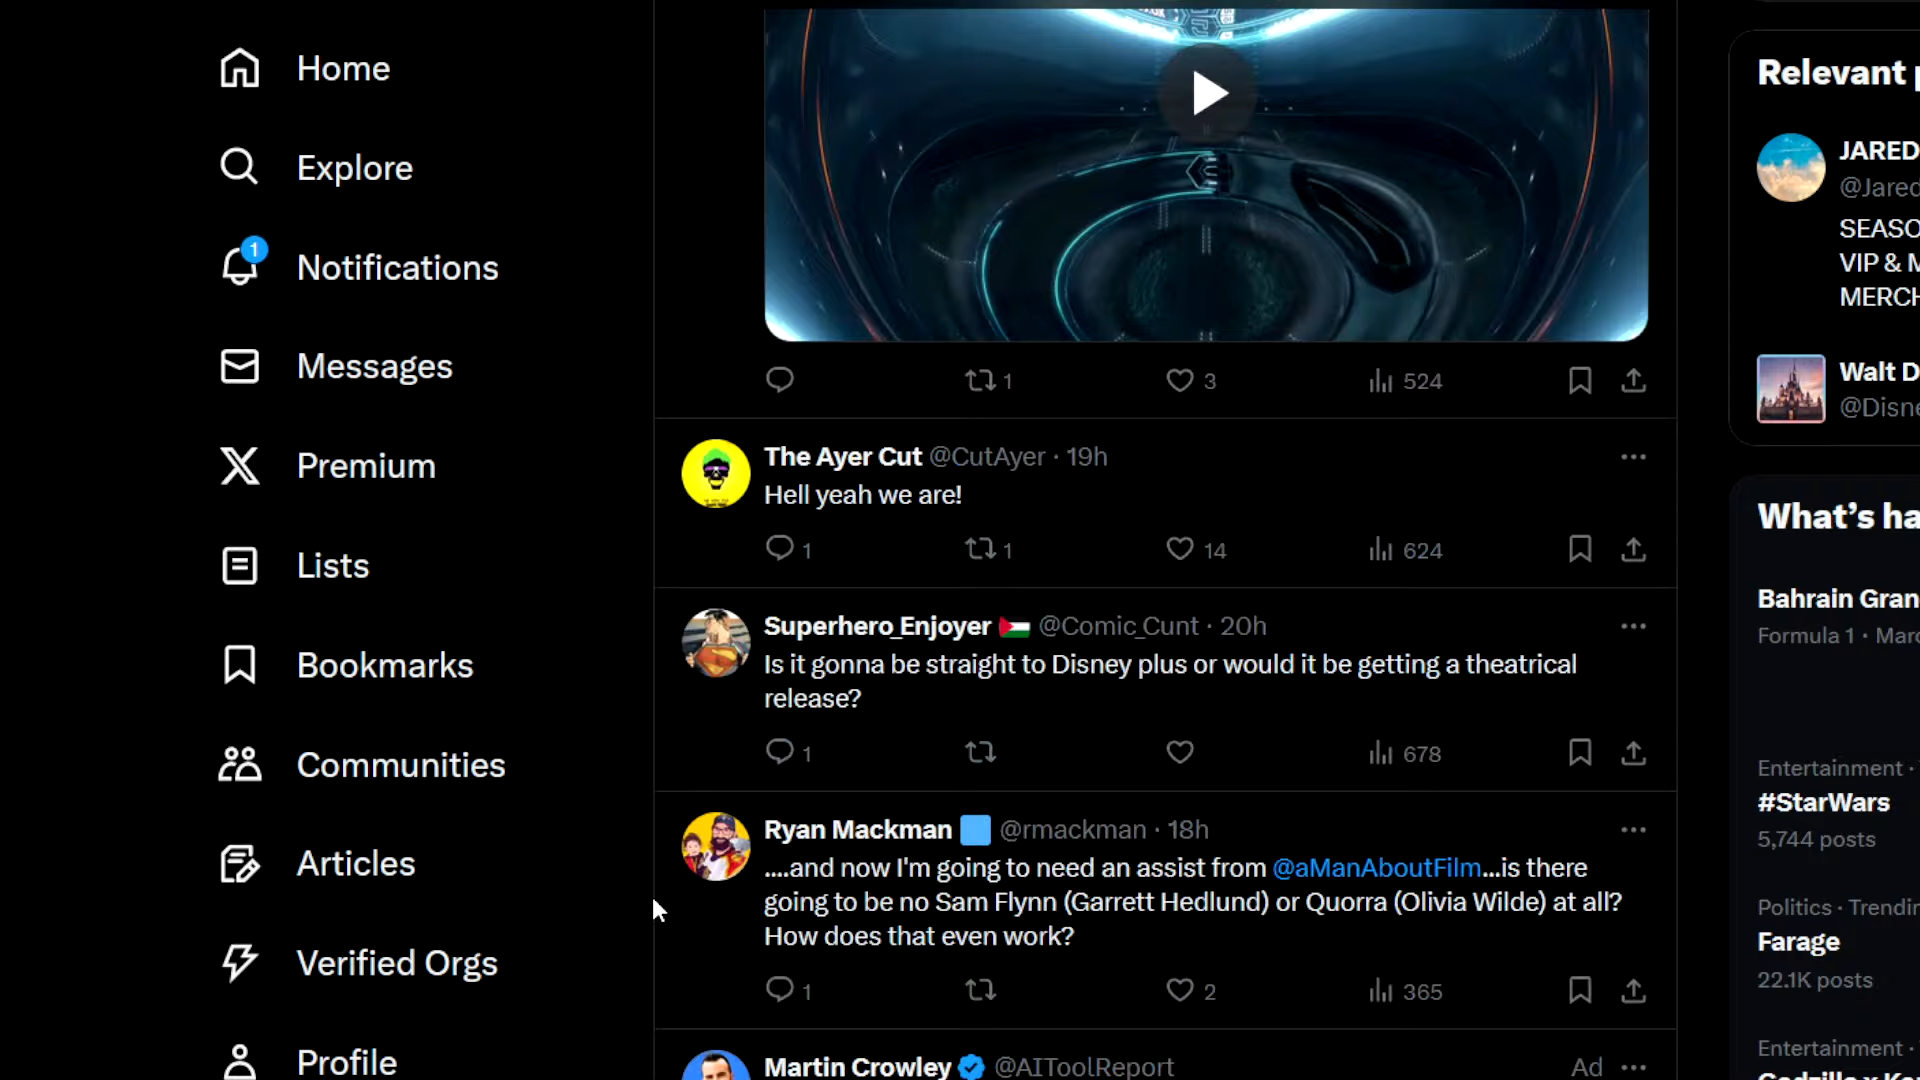 Home
Explore
1
Notifications
Messages
Premium
Lists
Bookmarks
Communities
Articles
Verified Orgs
Profile
1 3 524
The Ayer Cut @CutAyer · 19h
Hell yeah we are!
1 1 14 624
Superhero_Enjoyer 🇵🇸 @Comic_Cunt · 20h
Is it gonna be straight to Disney plus or would it be getting a theatrical
release?
1 678
Ryan Mackman 🟦 @rmackman · 18h
....and now I'm going to need an assist from @aManAboutFilm...is there
going to be no Sam Flynn (Garrett Hedlund) or Quorra (Olivia Wilde) at all?
How does that even work?
1 2 365
Martin Crowley @AIToolReport Ad
Relevant
JARED
@Jared
SEASO
VIP & M
MERCH
Walt D
@Disne
What's ha
Bahrain Gran
Formula 1 · Marc
Entertainment ·
#StarWars
5,744 posts
Politics · Trendin
Farage
22.1K posts
Entertainment ·